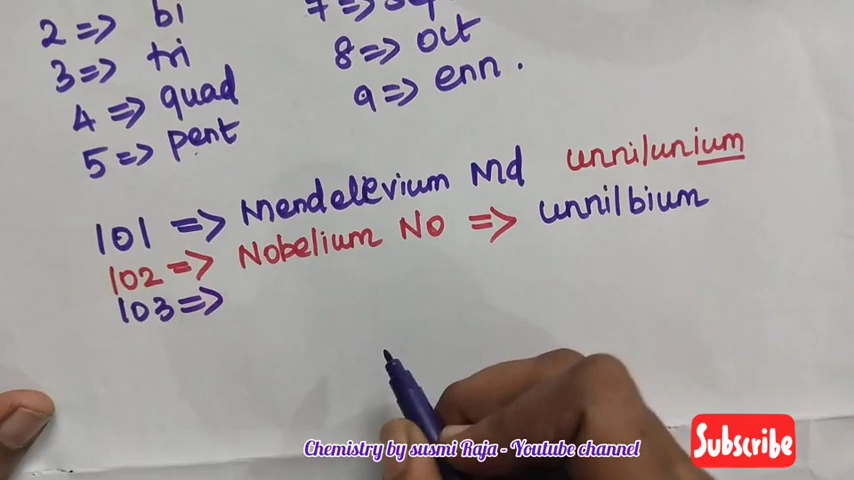 2 => bi
3 => tri
4 => quad
5 => pent
7 =>
8 => oct
9 => enn .
101 => Mendelevium Md unnilunium
102 => Nobelium No => unnilbium
103 =>
Chemistry by susmi Raja - Youtube channel
Subscribe